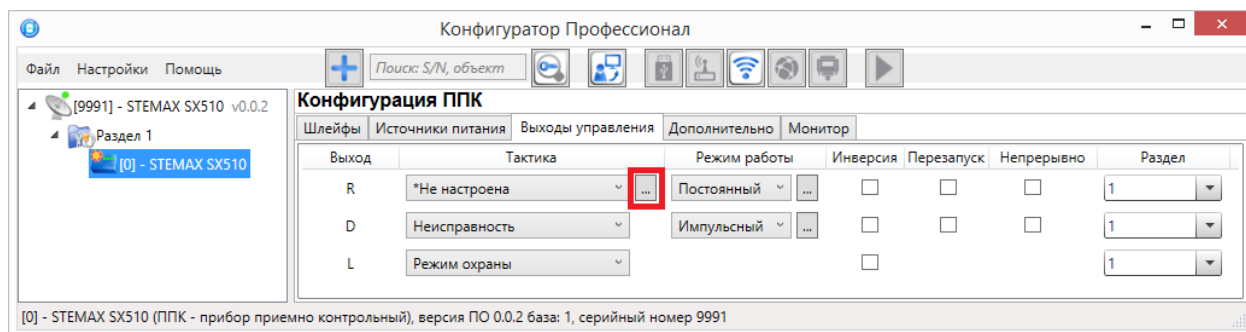 Конфигуратор Профессионал
Файл Настройки Помощь
Поиск: S/N, объект
[9991] - STEMAX SX510 v0.0.2
Раздел 1
[0] - STEMAX SX510
Конфигурация ППК
Шлейфы Источники питания Выходы управления Дополнительно Монитор
Выход Тактика Режим работы Инверсия Перезапуск Непрерывно Раздел
R *Не настроена ... Постоянный ... 1
D Неисправность Импульсный ... 1
L Режим охраны 1
[0] - STEMAX SX510 (ППК - прибор приемно контрольный), версия ПО 0.0.2 база: 1, серийный номер 9991